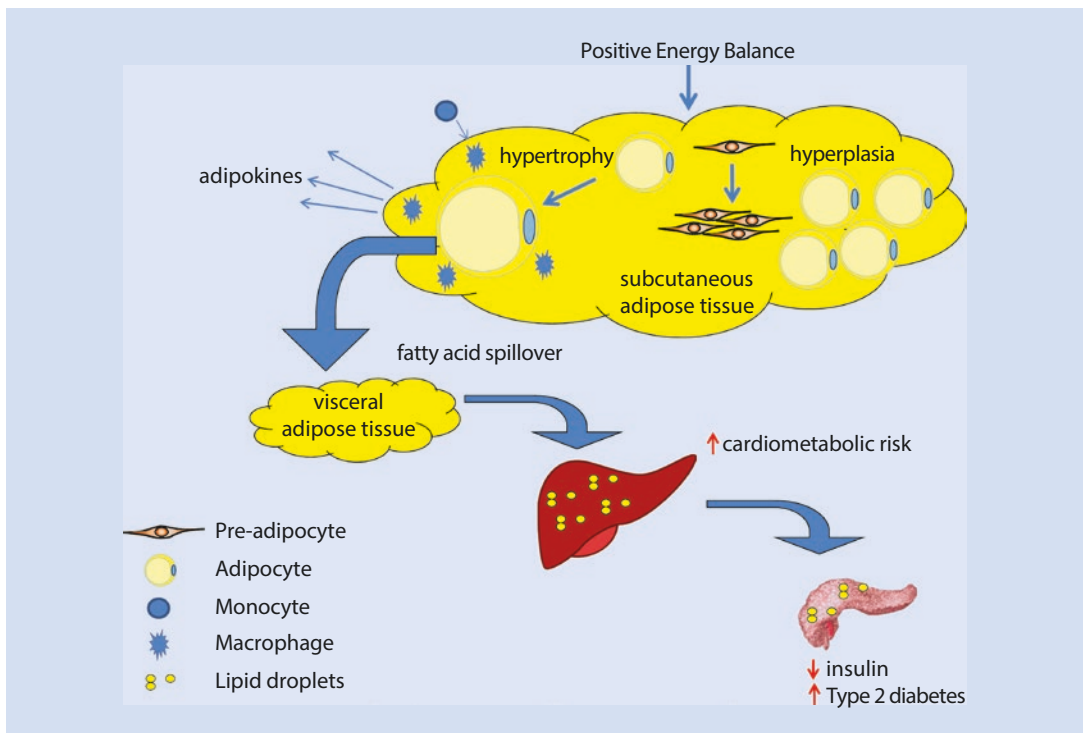 Positive Energy Balance
hypertrophy
hyperplasia
adipokines
subcutaneous
adipose tissue
fatty acid spillover
visceral
adipose tissue
↑ cardiometabolic risk
Pre-adipocyte
Adipocyte
Monocyte
Macrophage
Lipid droplets
↓ insulin
↑ Type 2 diabetes